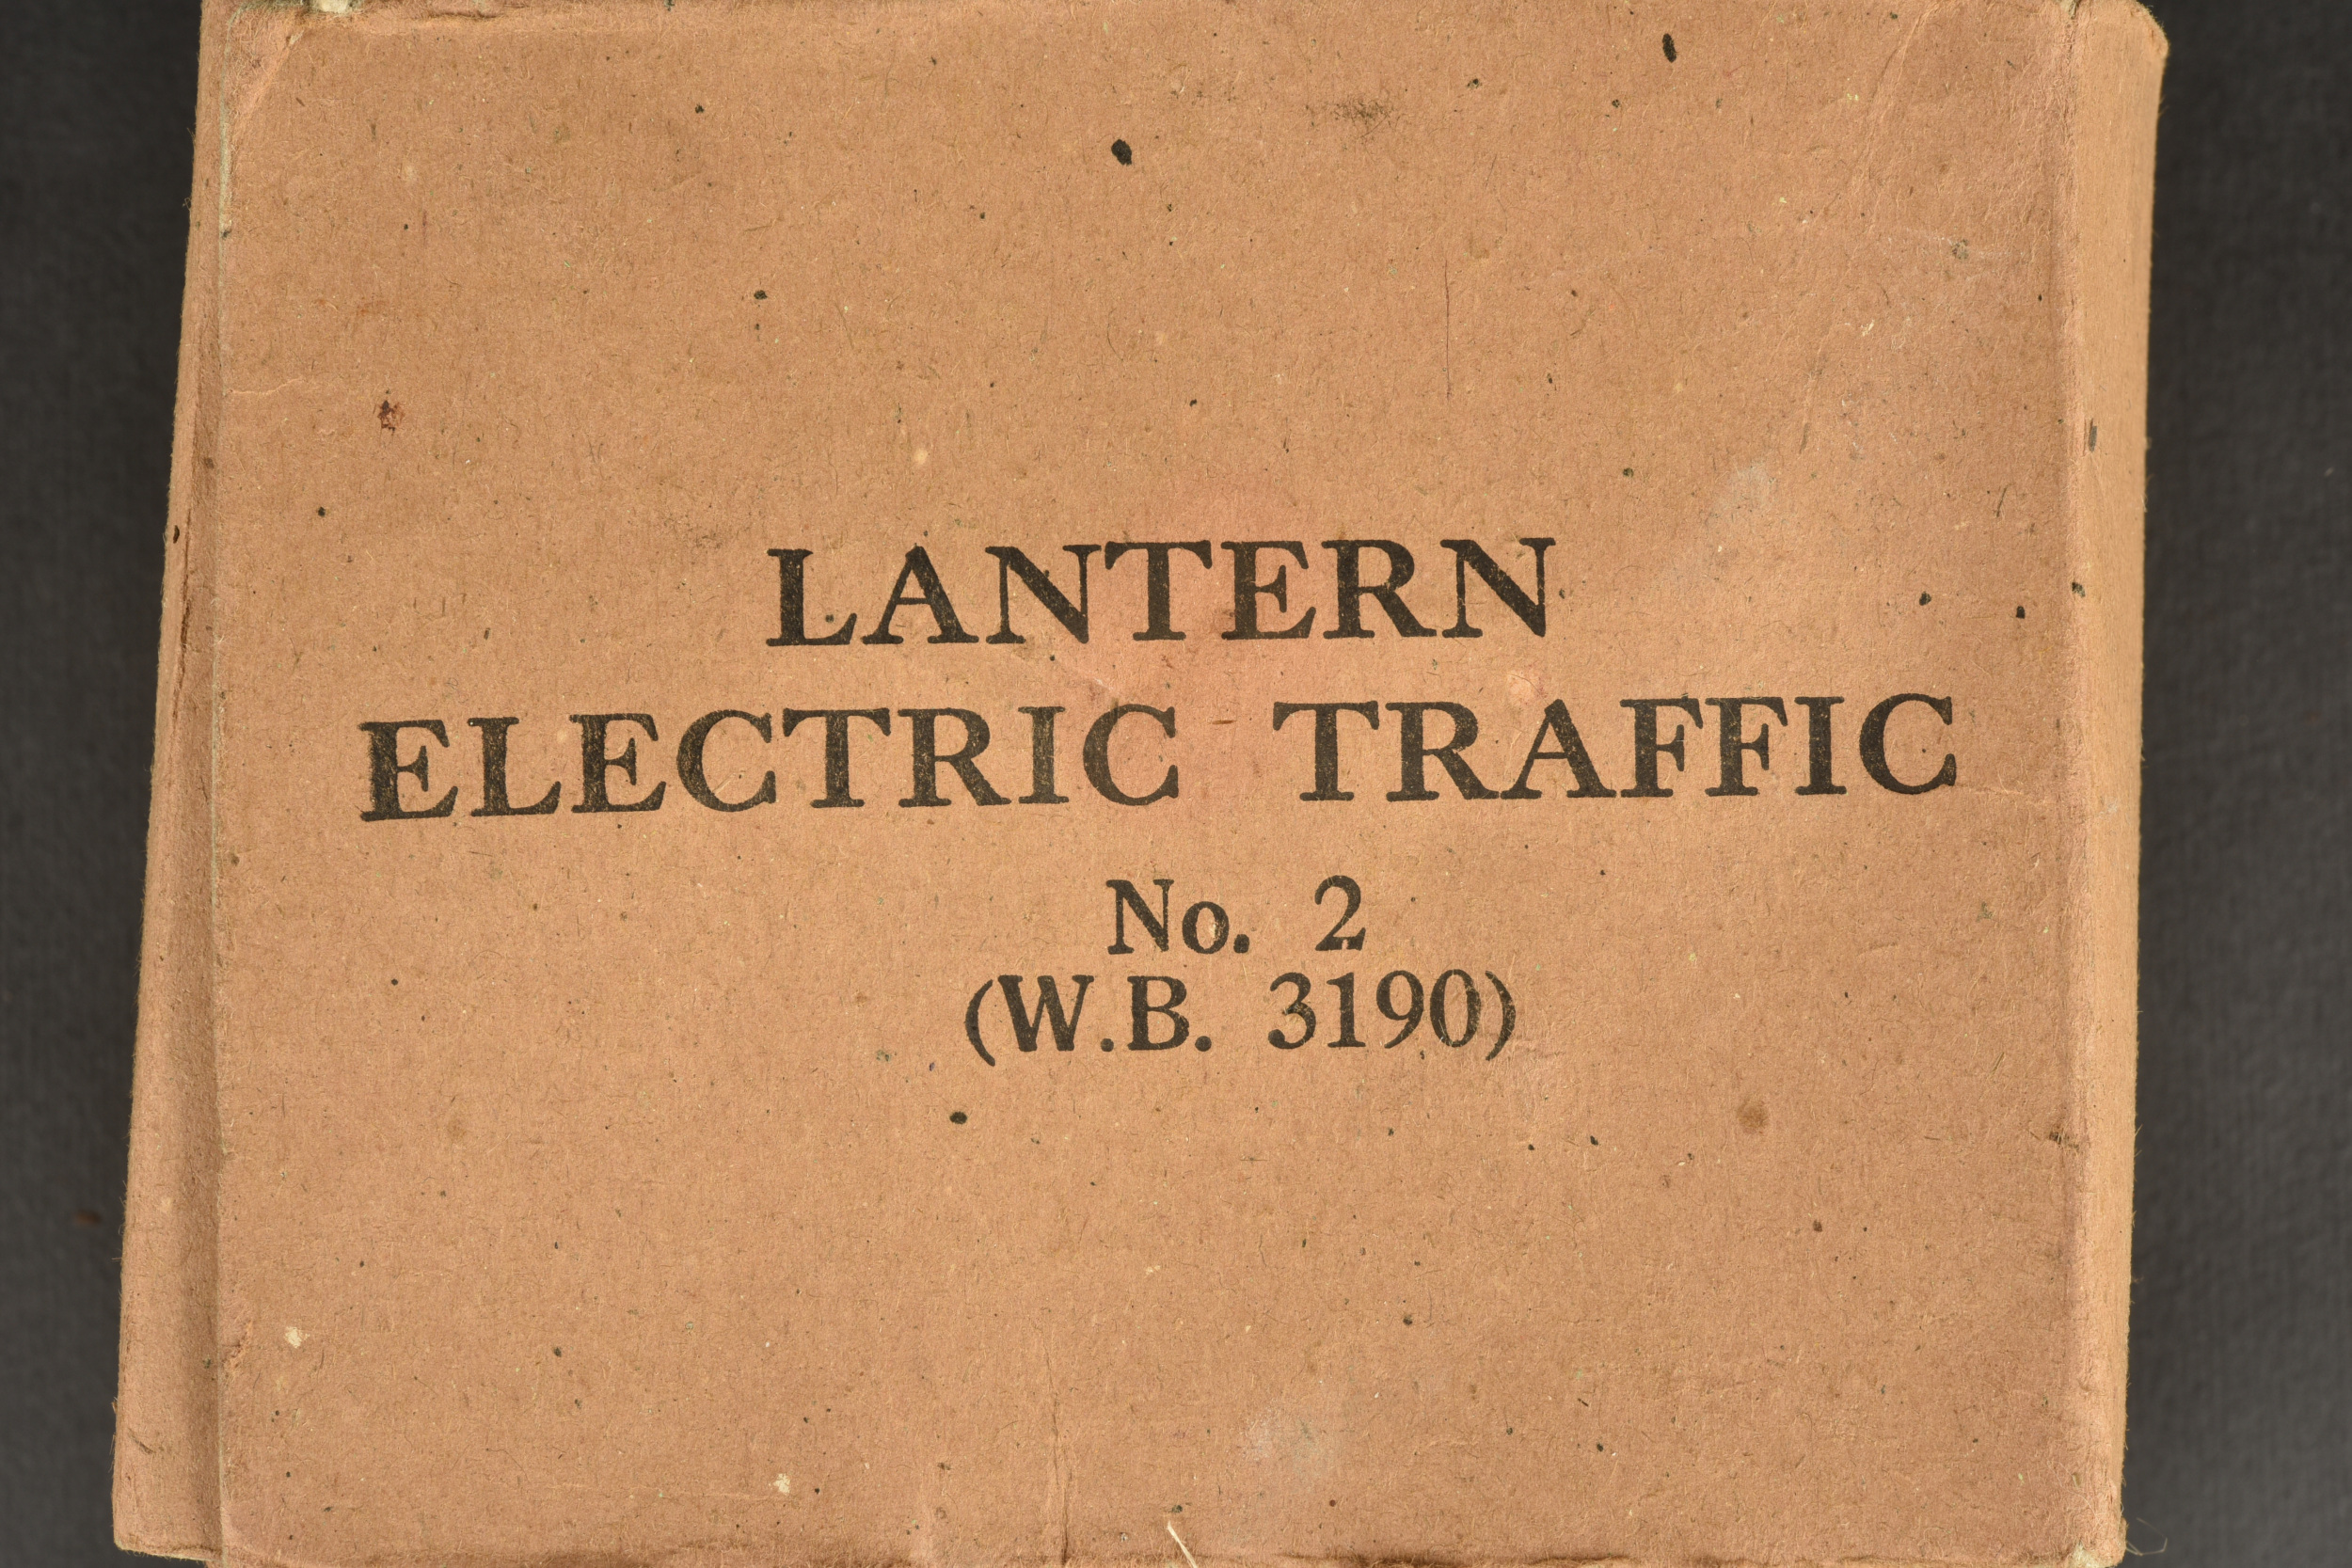 LANTERN
ELECTRIC TRAFFIC
No. 2
(W.B. 3190)